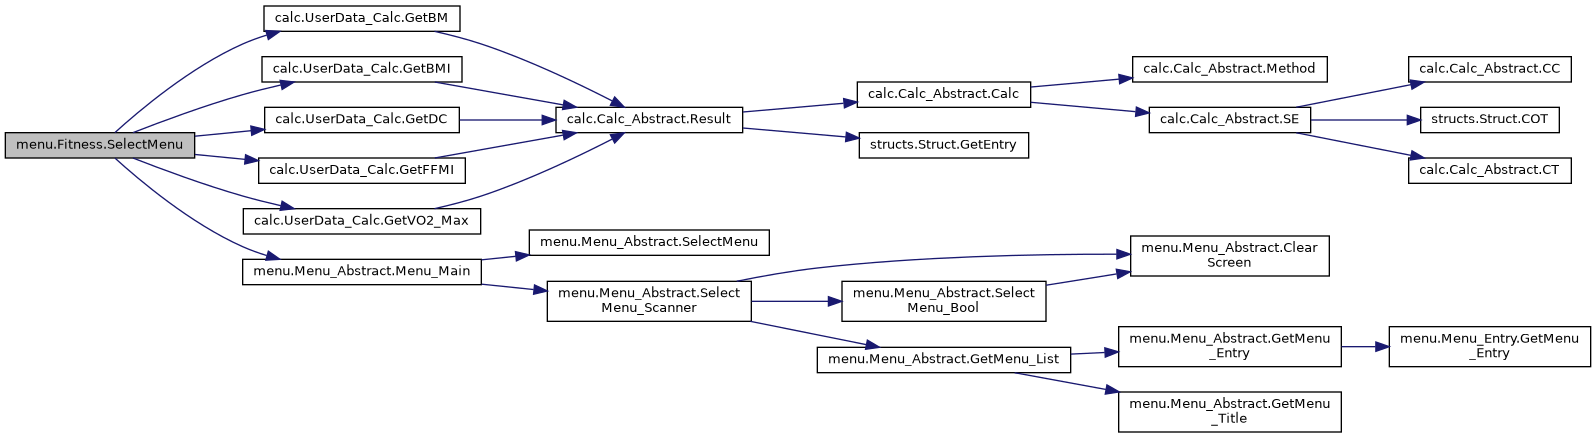 menu.Fitness.SelectMenu
calc.UserData_Calc.GetBM
calc.UserData_Calc.GetBMI
calc.UserData_Calc.GetDC
calc.UserData_Calc.GetFFMI
calc.UserData_Calc.GetVO2_Max
menu.Menu_Abstract.Menu_Main
calc.Calc_Abstract.Result
calc.Calc_Abstract.Calc
structs.Struct.GetEntry
calc.Calc_Abstract.Method
calc.Calc_Abstract.SE
calc.Calc_Abstract.CC
structs.Struct.COT
calc.Calc_Abstract.CT
menu.Menu_Abstract.SelectMenu
menu.Menu_Abstract.Select
Menu_Scanner
menu.Menu_Abstract.Clear
Screen
menu.Menu_Abstract.Select
Menu_Bool
menu.Menu_Abstract.GetMenu_List
menu.Menu_Abstract.GetMenu
_Entry
menu.Menu_Entry.GetMenu
_Entry
menu.Menu_Abstract.GetMenu
_Title